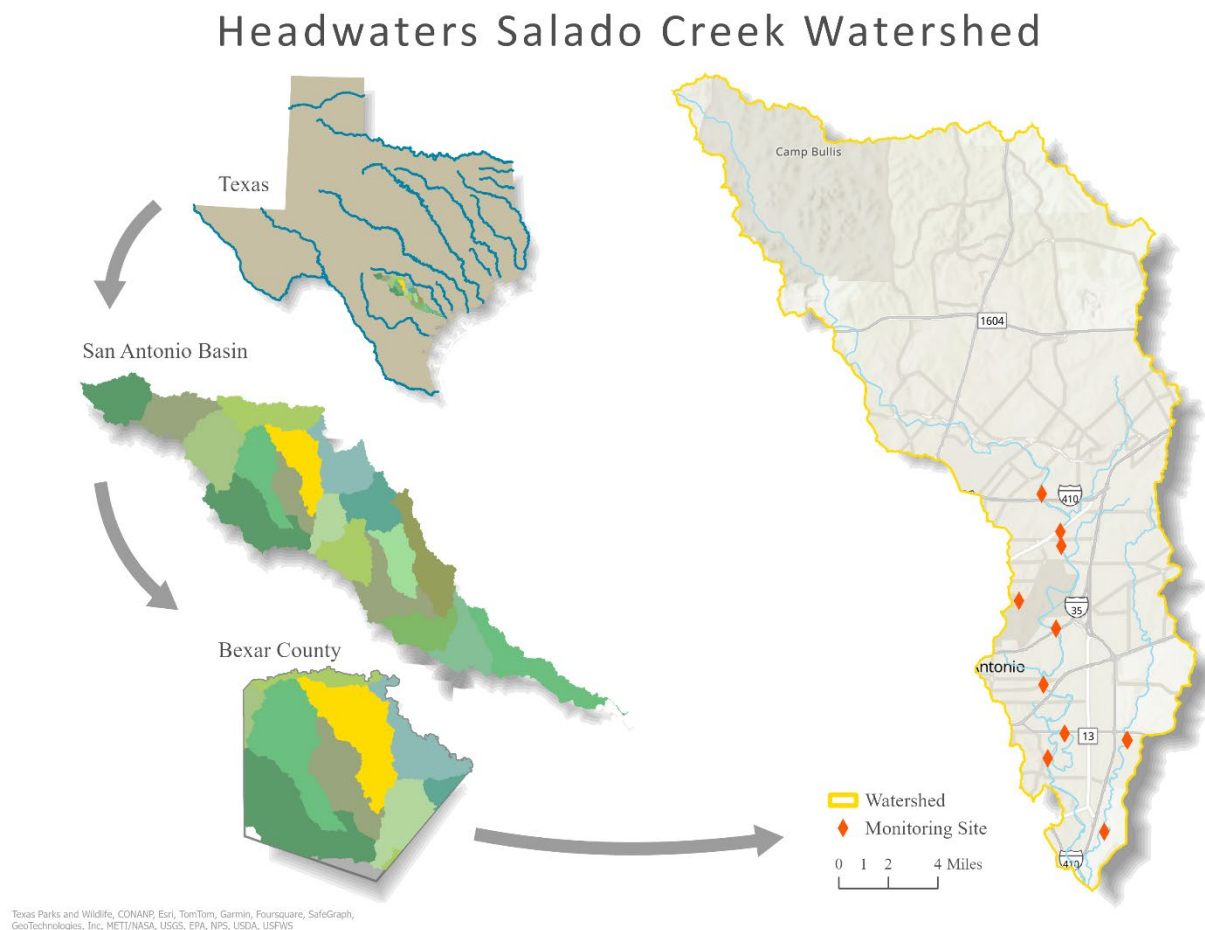 Headwaters Salado Creek Watershed
Texas
San Antonio Basin
Bexar County
Camp Bullis
1604
410
35
ntonio
13
410
Watershed
Monitoring Site
0 1 2 4 Miles
Texas Parks and Wildlife, CONANP, Esri, TomTom, Garmin, Foursquare, SafeGraph,
GeoTechnologies, Inc, METI/NASA, USGS, EPA, NPS, USDA, USFWS